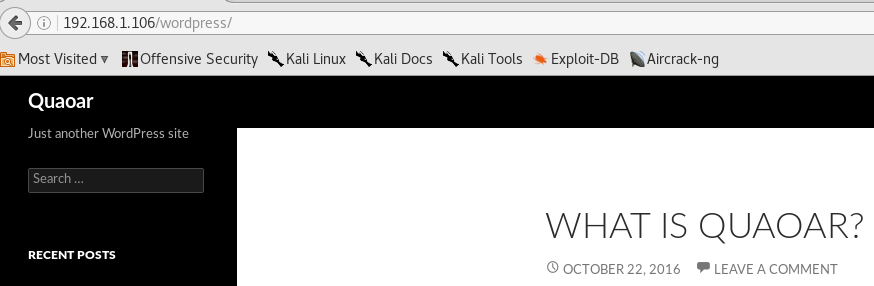 192.168.1.106/wordpress/
Most Visited Offensive Security Kali Linux Kali Docs Kali Tools Exploit-DB Aircrack-ng
Quaoar
Just another WordPress site
Search ...
RECENT POSTS
WHAT IS QUAOAR?
OCTOBER 22, 2016 LEAVE A COMMENT